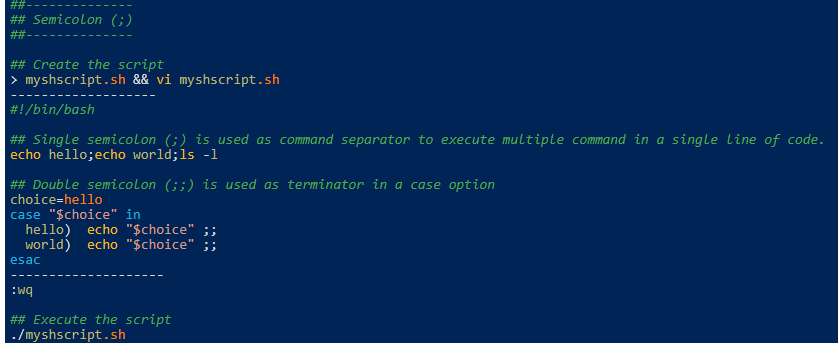 ##--------------
## Semicolon (;)
##--------------
## Create the script
> myshscript.sh && vi myshscript.sh
-------------------
#!/bin/bash
## Single semicolon (;) is used as command separator to execute multiple command in a single line of code.
echo hello;echo world;ls -l
## Double semicolon (;;) is used as terminator in a case option
choice=hello
case "$choice" in
  hello)  echo "$choice" ;;
  world)  echo "$choice" ;;
esac
--------------------
:wq
## Execute the script
./myshscript.sh